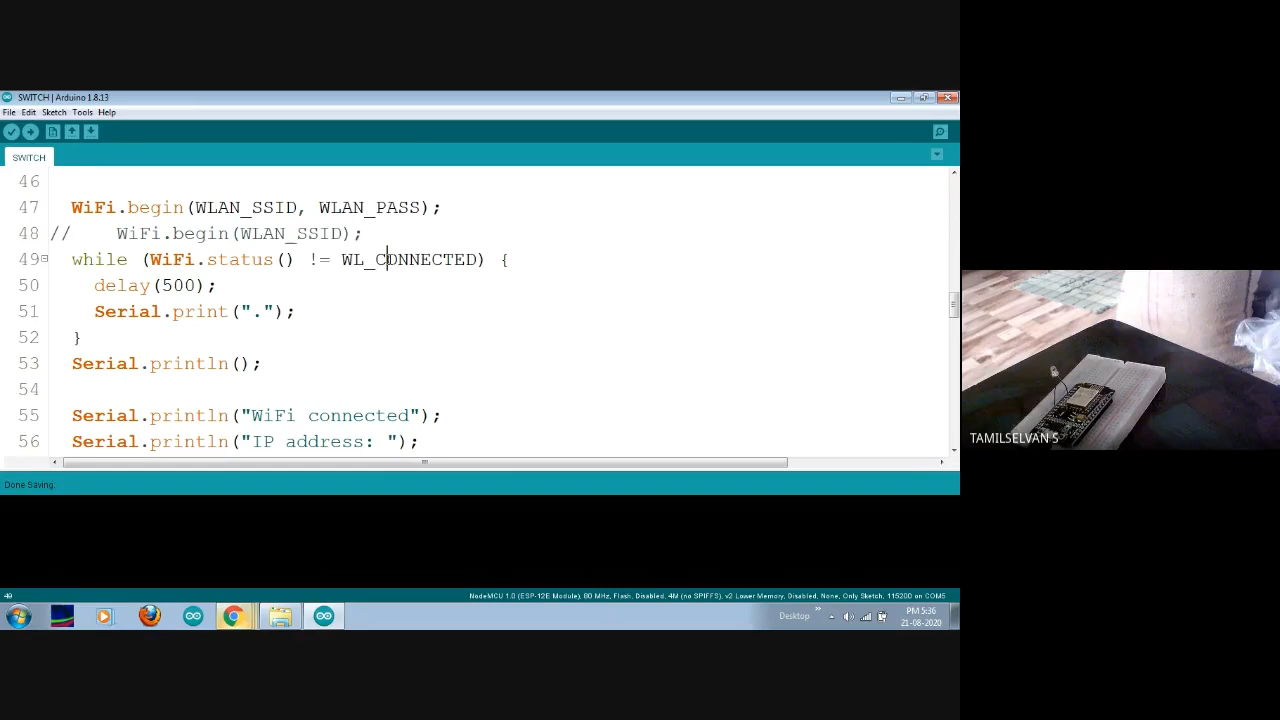 SWITCH | Arduino 1.8.13
File Edit Sketch Tools Help
SWITCH
46
47 WiFi.begin(WLAN_SSID, WLAN_PASS);
48 // WiFi.begin(WLAN_SSID);
49 while (WiFi.status() != WL_CONNECTED) {
50 delay(500);
51 Serial.print(".");
52 }
53 Serial.println();
54
55 Serial.println("WiFi connected");
56 Serial.println("IP address: ");
TAMILSELVAN S
Done Saving.
49 NodeMCU 1.0 (ESP-12E Module), 80 MHz, Flash, Disabled, 4M (no SPIFFS), v2 Lower Memory, Disabled, None, Only Sketch, 115200 on COM5
Desktop » PM 5:36
21-08-2020